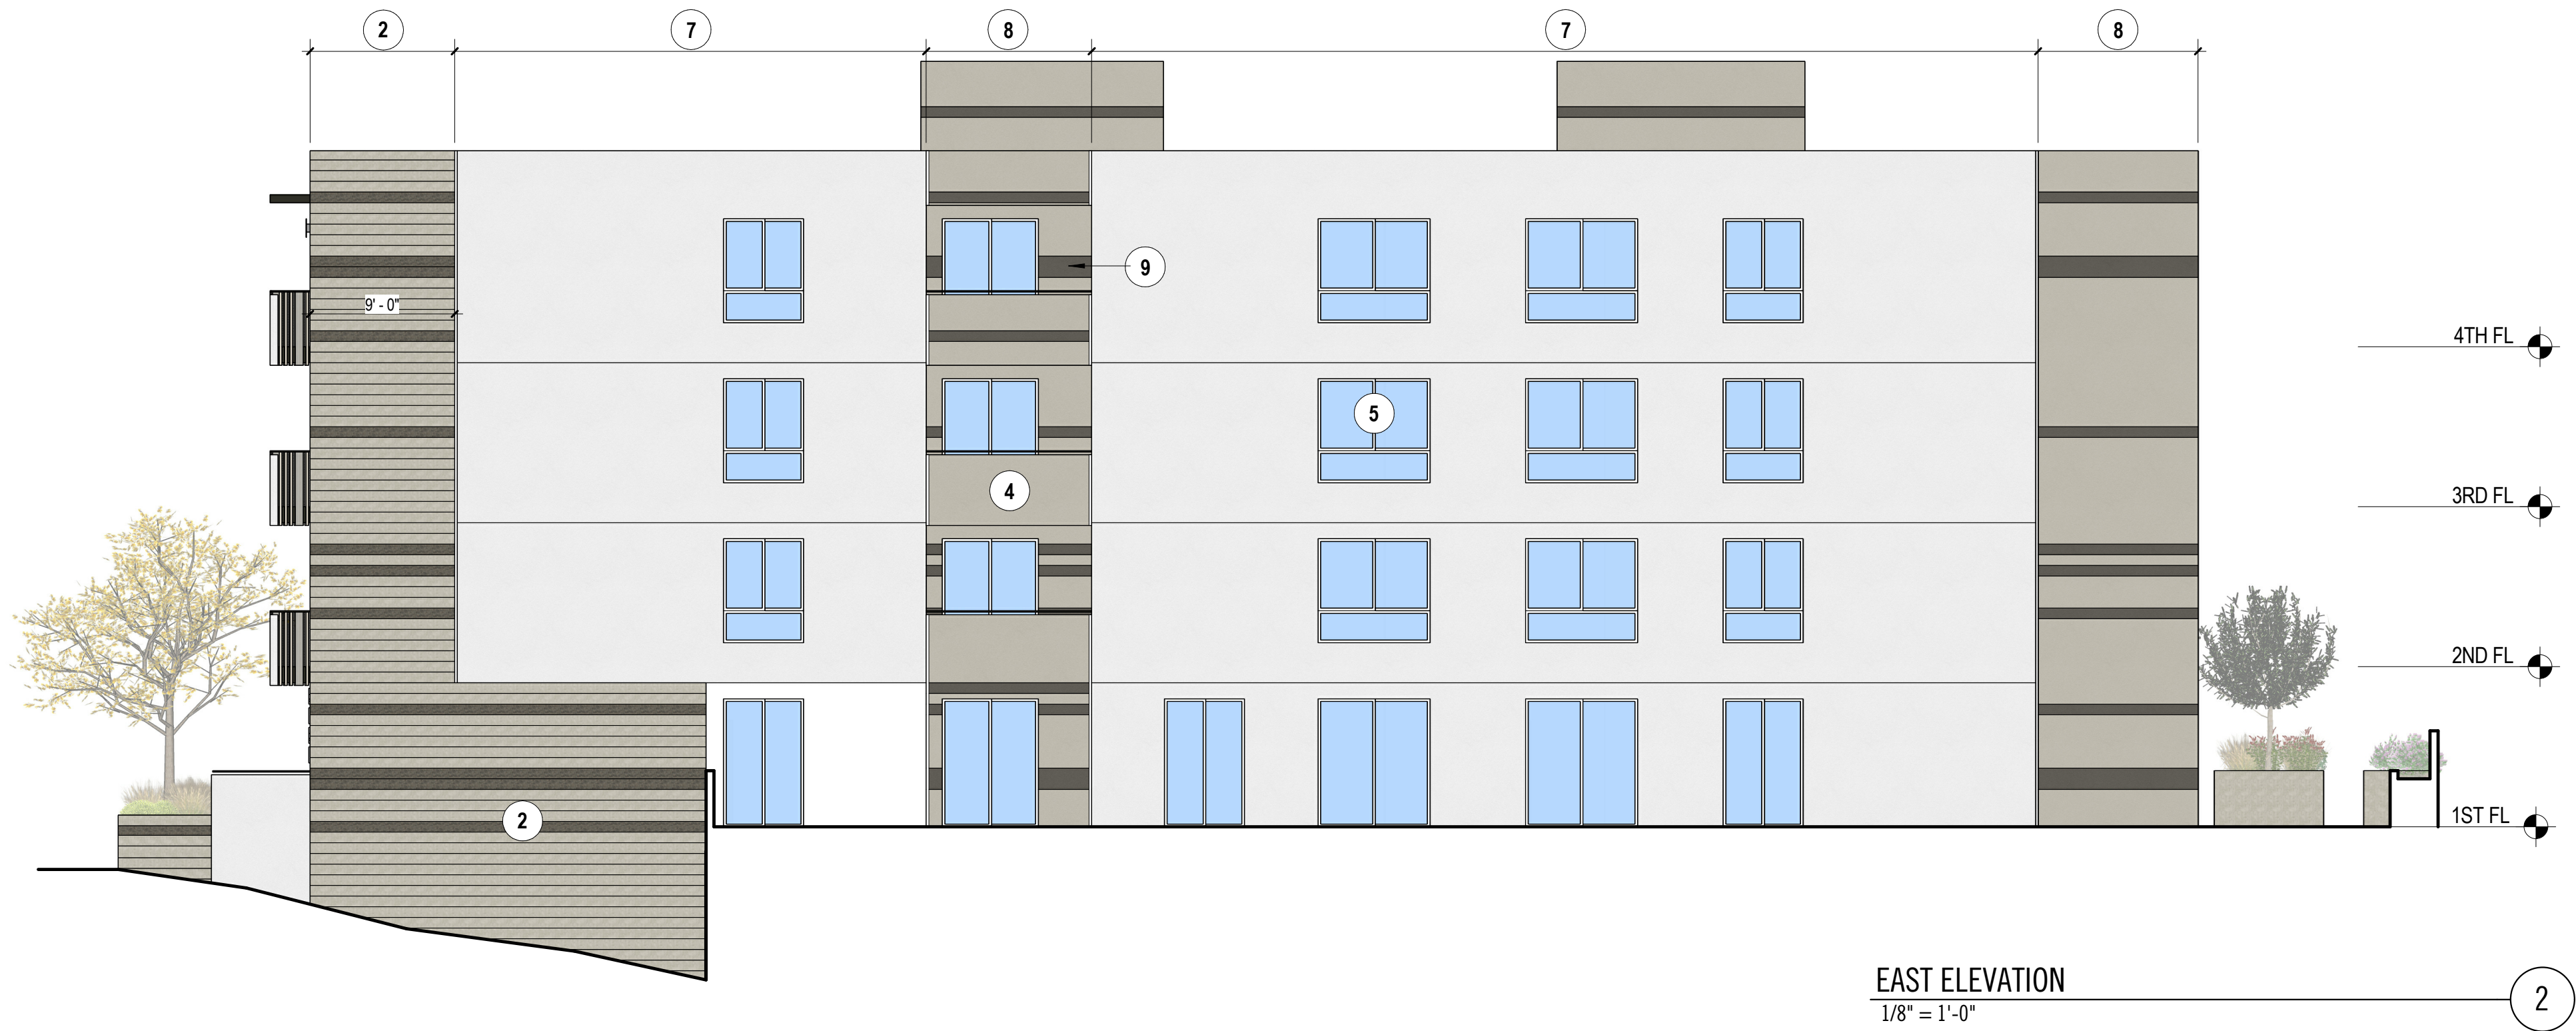 2 7 8 7 8
9
9' - 0"
4TH FL
5
4
3RD FL
2ND FL
2
1ST FL
EAST ELEVATION
2
1/8" = 1'-0"